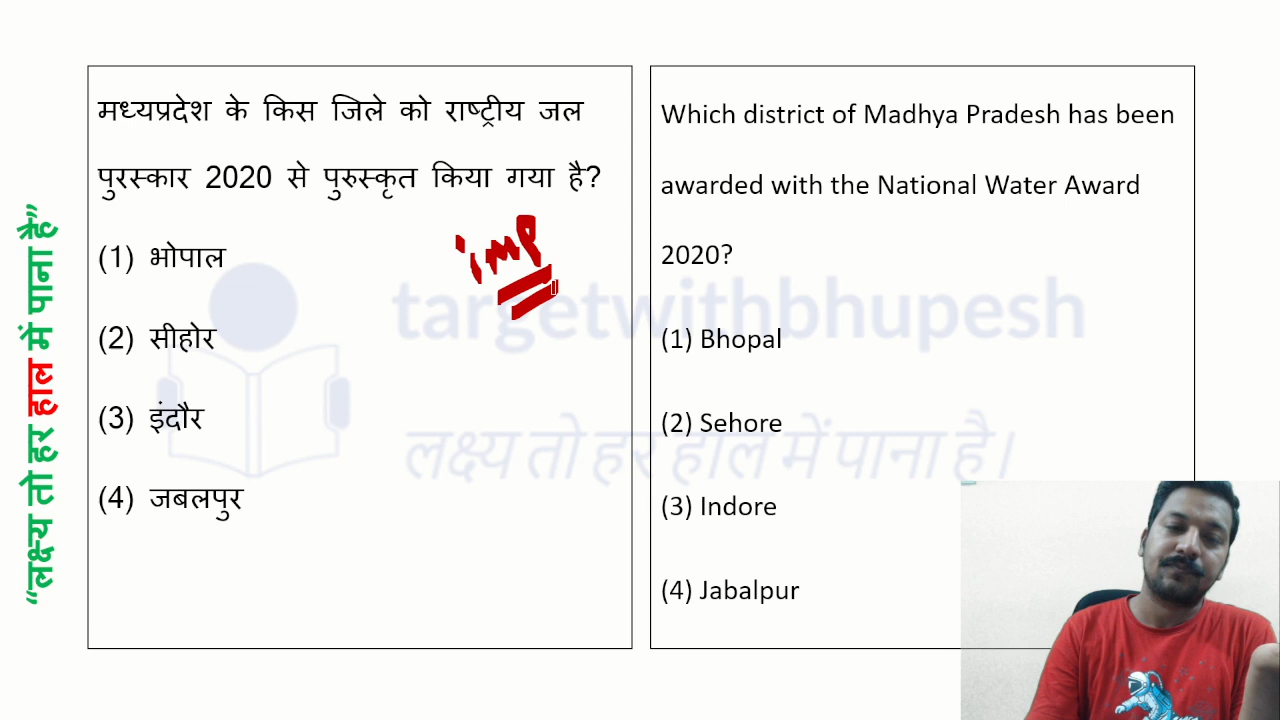 “लक्ष्य तो हर हाल में पाना है”
मध्यप्रदेश के किस जिले को राष्ट्रीय जल
पुरस्कार 2020 से पुरुस्कृत किया गया है?
(1) भोपाल
(2) सीहोर
(3) इंदौर
(4) जबलपुर
imp
Which district of Madhya Pradesh has been
awarded with the National Water Award
2020?
(1) Bhopal
(2) Sehore
(3) Indore
(4) Jabalpur
targetwithbhupesh
लक्ष्य तो हर हाल में पाना है।